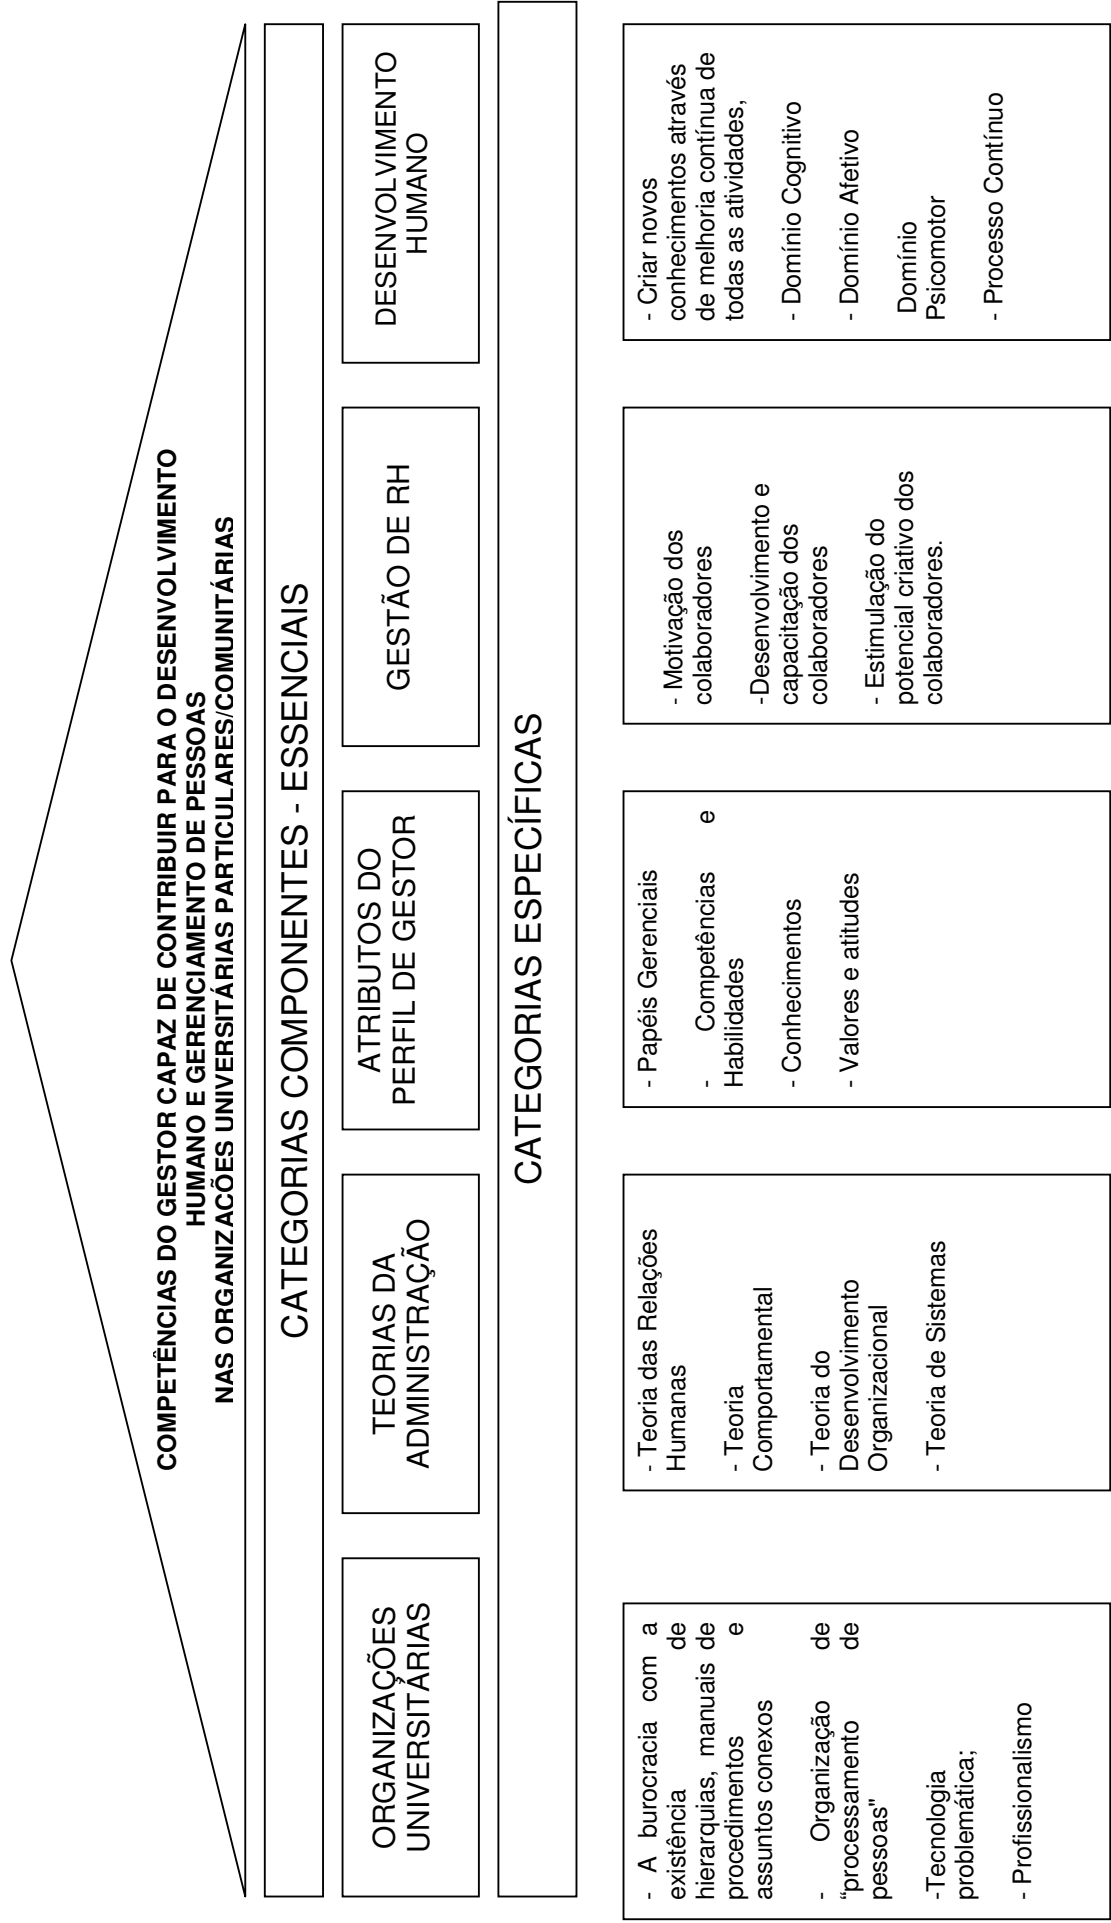 COMPETÊNCIAS DO GESTOR CAPAZ DE CONTRIBUIR PARA O DESENVOLVIMENTO
HUMANO E GERENCIAMENTO DE PESSOAS
NAS ORGANIZAÇÕES UNIVERSITÁRIAS PARTICULARES/COMUNITÁRIAS
CATEGORIAS COMPONENTES - ESSENCIAIS
ORGANIZAÇÕES
UNIVERSITÁRIAS
TEORIAS DA
ADMINISTRAÇÃO
ATRIBUTOS DO
PERFIL DE GESTOR
GESTÃO DE RH
DESENVOLVIMENTO
HUMANO
CATEGORIAS ESPECÍFICAS
- A burocracia com a
existência de
hierarquias, manuais de
procedimentos e
assuntos conexos
- Organização de
“processamento de
pessoas"
-Tecnologia
problemática;
- Profissionalismo
- Teoria das Relações
Humanas
- Teoria
Comportamental
- Teoria do
Desenvolvimento
Organizacional
- Teoria de Sistemas
- Papéis Gerenciais
- Competências e
Habilidades
- Conhecimentos
- Valores e atitudes
- Motivação dos
colaboradores
-Desenvolvimento e
capacitação dos
colaboradores
- Estimulação do
potencial criativo dos
colaboradores.
- Criar novos
conhecimentos através
de melhoria contínua de
todas as atividades,
- Domínio Cognitivo
- Domínio Afetivo
Domínio
Psicomotor
- Processo Contínuo